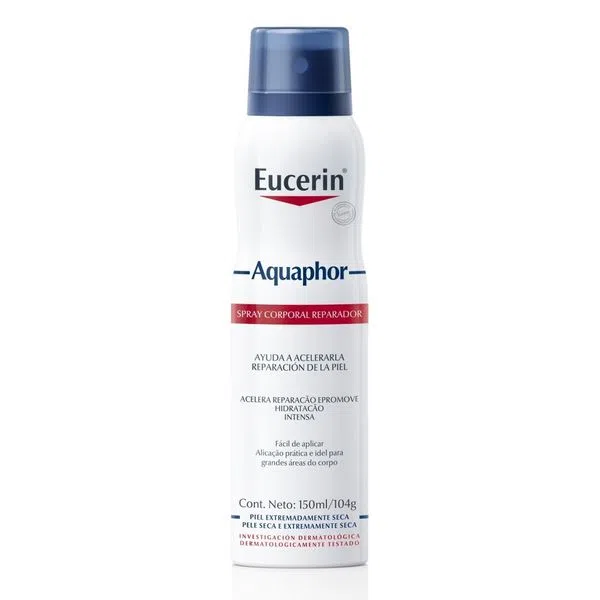 Eucerin®
Aquaphor
SPRAY CORPORAL REPARADOR
AYUDA A ACELERARLA
REPARACIÓN DE LA PIEL
ACELERA REPARAÇÃO EPROMOVE
HIDRATACÃO
INTENSA
Fácil de aplicar
Alicação prática e idel para
grandes áreas do corpo
Cont. Neto: 150ml/104g
PIEL EXTREMADAMENTE SECA
PELE SECA E EXTREMAMENTE SECA
INVESTIGACIÓN DERMATOLÓGICA
DERMATOLOGICAMENTE TESTADO